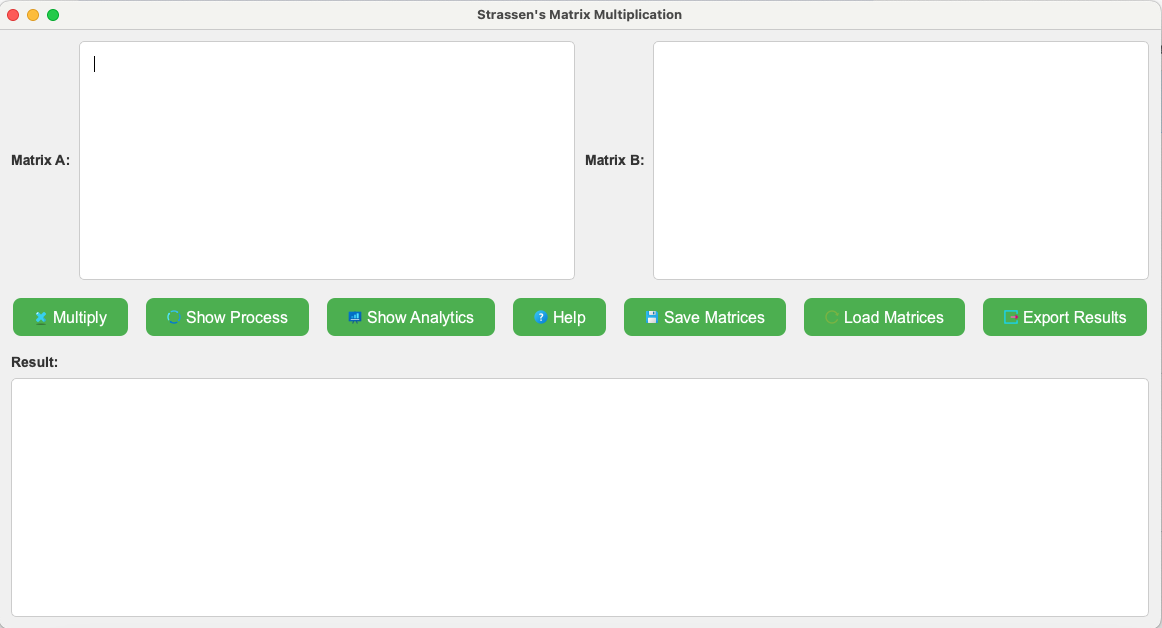 Strassen's Matrix Multiplication
Matrix A:
Matrix B:
Multiply
Show Process
Show Analytics
? Help
Save Matrices
Load Matrices
Export Results
Result: